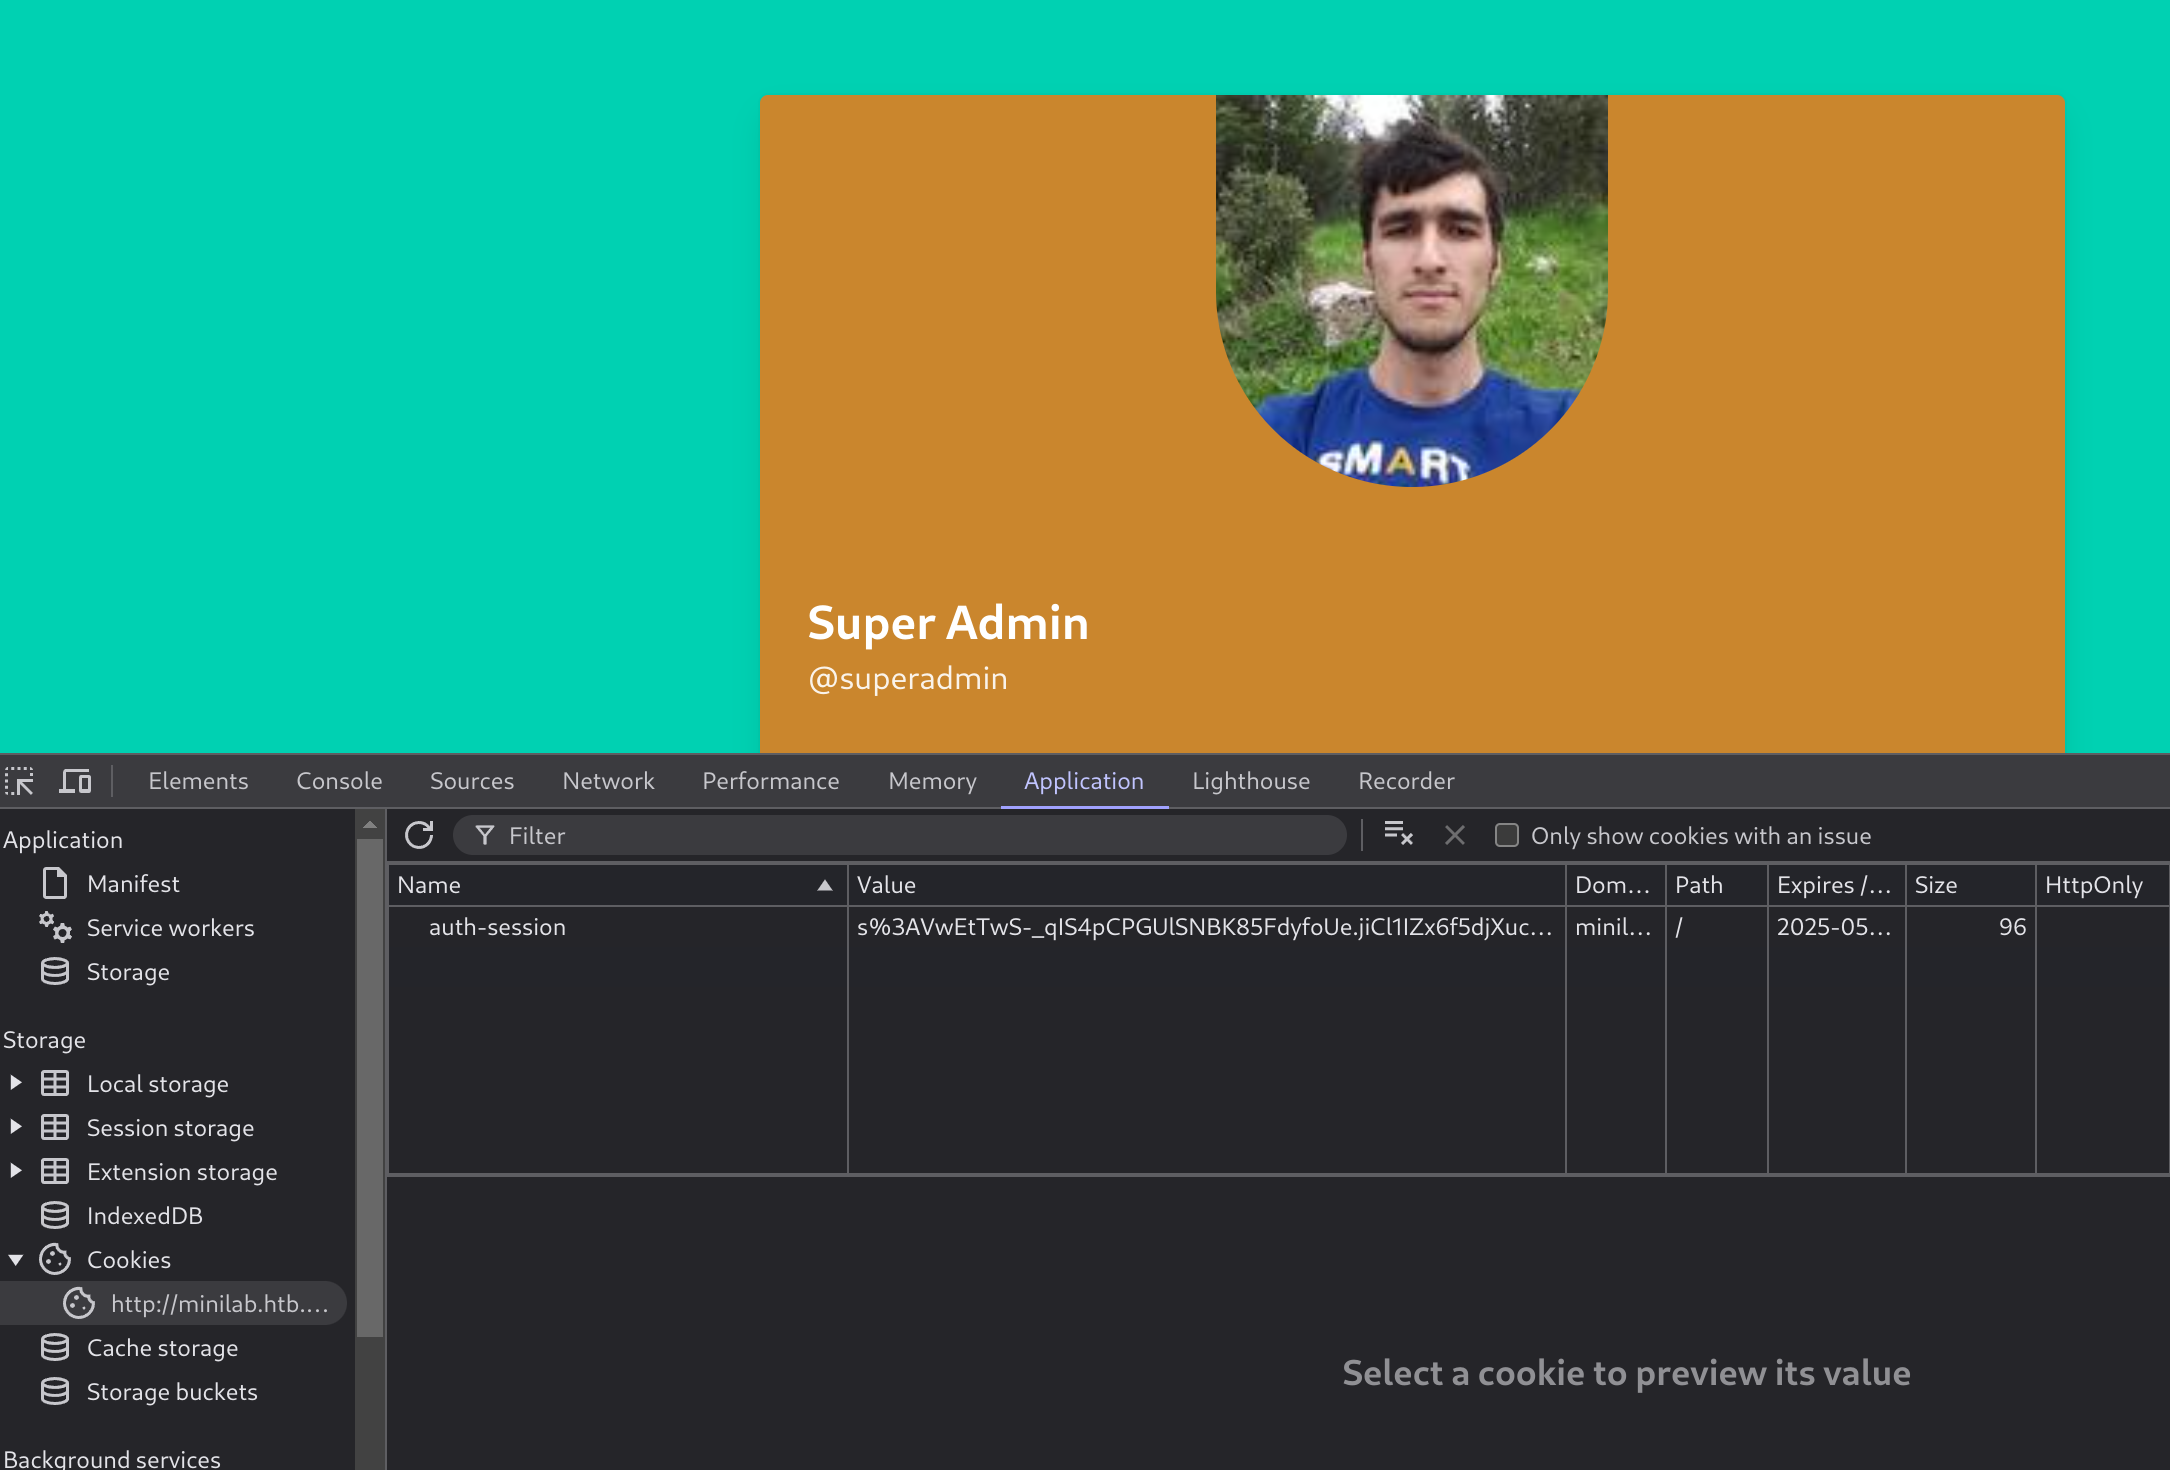 SMART
Super Admin
@superadmin
Elements Console Sources Network Performance Memory Application Lighthouse Recorder
Application
Manifest
Service workers
Storage
Storage
Local storage
Session storage
Extension storage
IndexedDB
Cookies
http://minilab.htb....
Cache storage
Storage buckets
Background services
Filter Only show cookies with an issue
Name Value Dom... Path Expires /... Size HttpOnly
auth-session s%3AVwEtTwS-_qIS4pCPGUlSNBK85FdyfoUe.jiCl1IZx6f5djXuc... minil... / 2025-05... 96
Select a cookie to preview its value